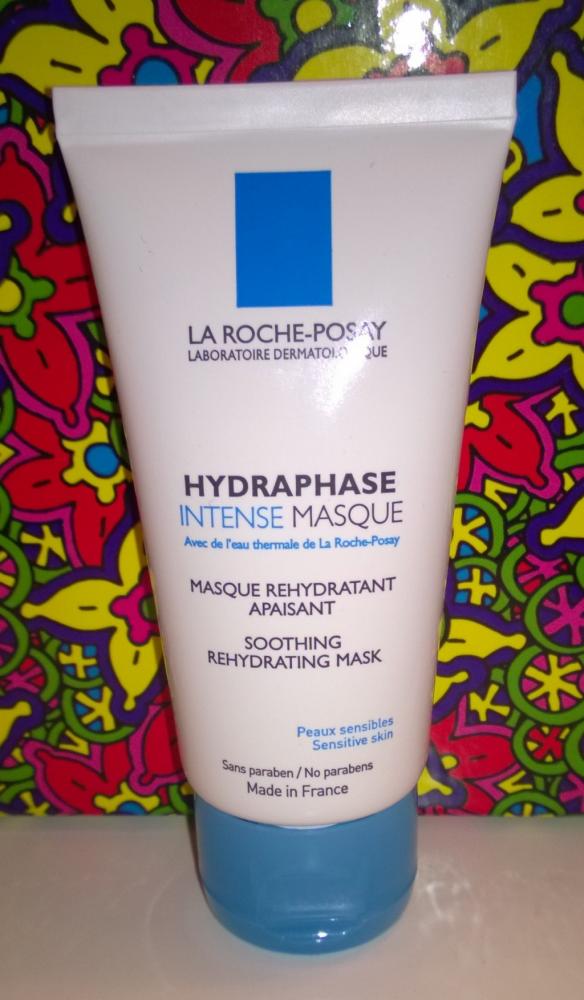 LA ROCHE-POSAY
LABORATOIRE
HYDRAPHASE
INTENSE MASQUE
Avec de l'eau thermale de La Roche-Posay
MASQUE REHYDRATANT
APAISANT
SOOTHING
REHYDRATING MASK
Peaux sensibles
Sensitive skin
Sans paraben / No parabens
Made in France